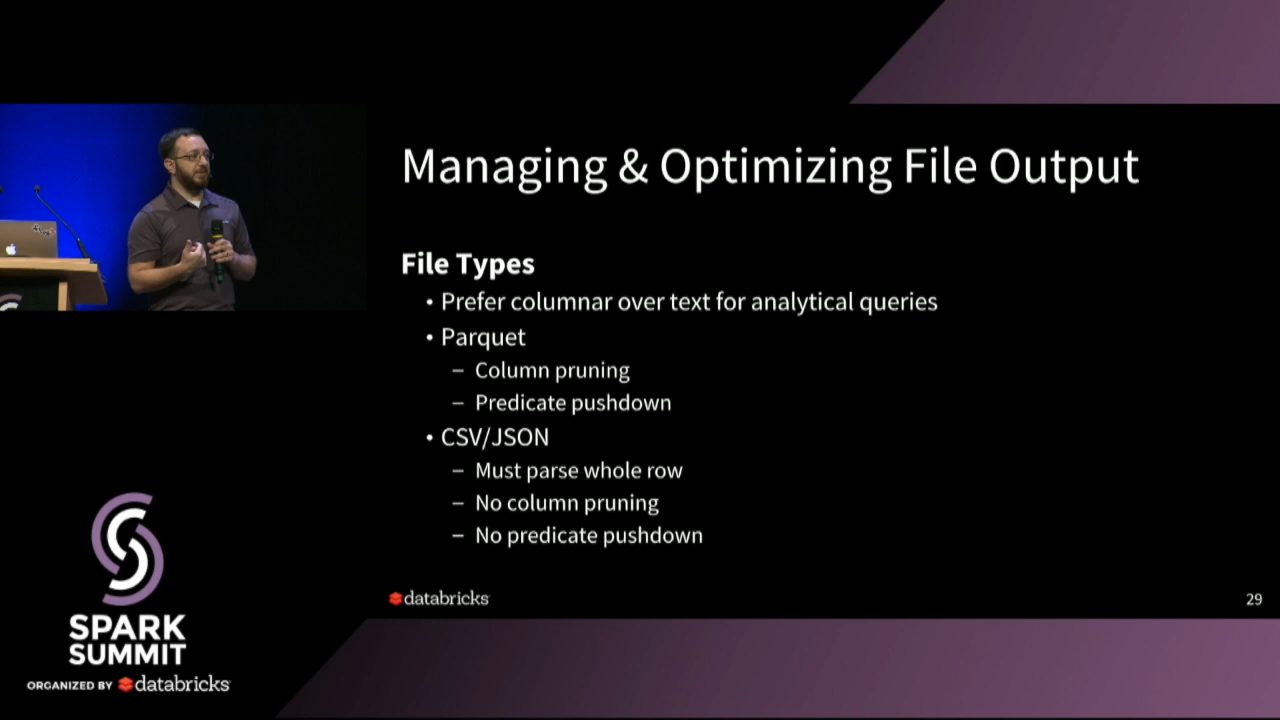 Managing & Optimizing File Output
File Types
• Prefer columnar over text for analytical queries
• Parquet
– Column pruning
– Predicate pushdown
• CSV/JSON
– Must parse whole row
– No column pruning
– No predicate pushdown
databricks
29
SPARK
SUMMIT
ORGANIZED BY databricks